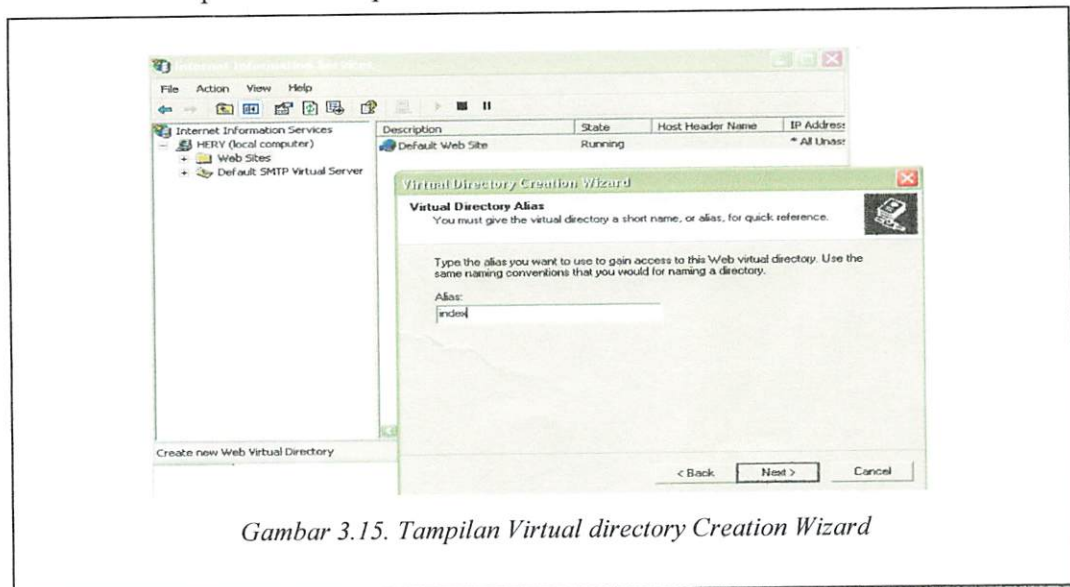 Internet Information Services
File Action View Help
Internet Information Services
HERY (local computer)
Web Sites
Default SMTP Virtual Server
Description State Host Header Name IP Address
Default Web Site Running * All Unass
Virtual Directory Creation Wizard
Virtual Directory Alias
You must give the virtual directory a short name, or alias, for quick reference.
Type the alias you want to use to gain access to this Web virtual directory. Use the
same naming conventions that you would for naming a directory.
Alias:
index
Create new Web Virtual Directory
< Back Next > Cancel
Gambar 3.15. Tampilan Virtual directory Creation Wizard